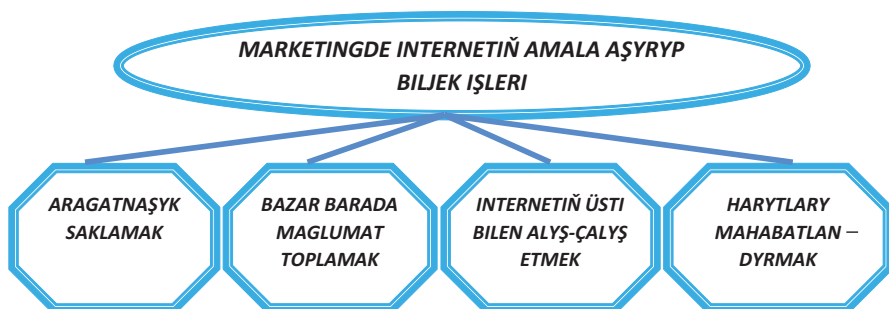 MARKETINGDE INTERNETIŇ AMALA AŞYRYP
BILJEK IŞLERI
ARAGATNAŞYK
SAKLAMAK
BAZAR BARADA
MAGLUMAT
TOPLAMAK
INTERNETIŇ ÜSTI
BILEN ALYŞ-ÇALYŞ
ETMEK
HARYTLARY
MAHABATLAN –
DYRMAK